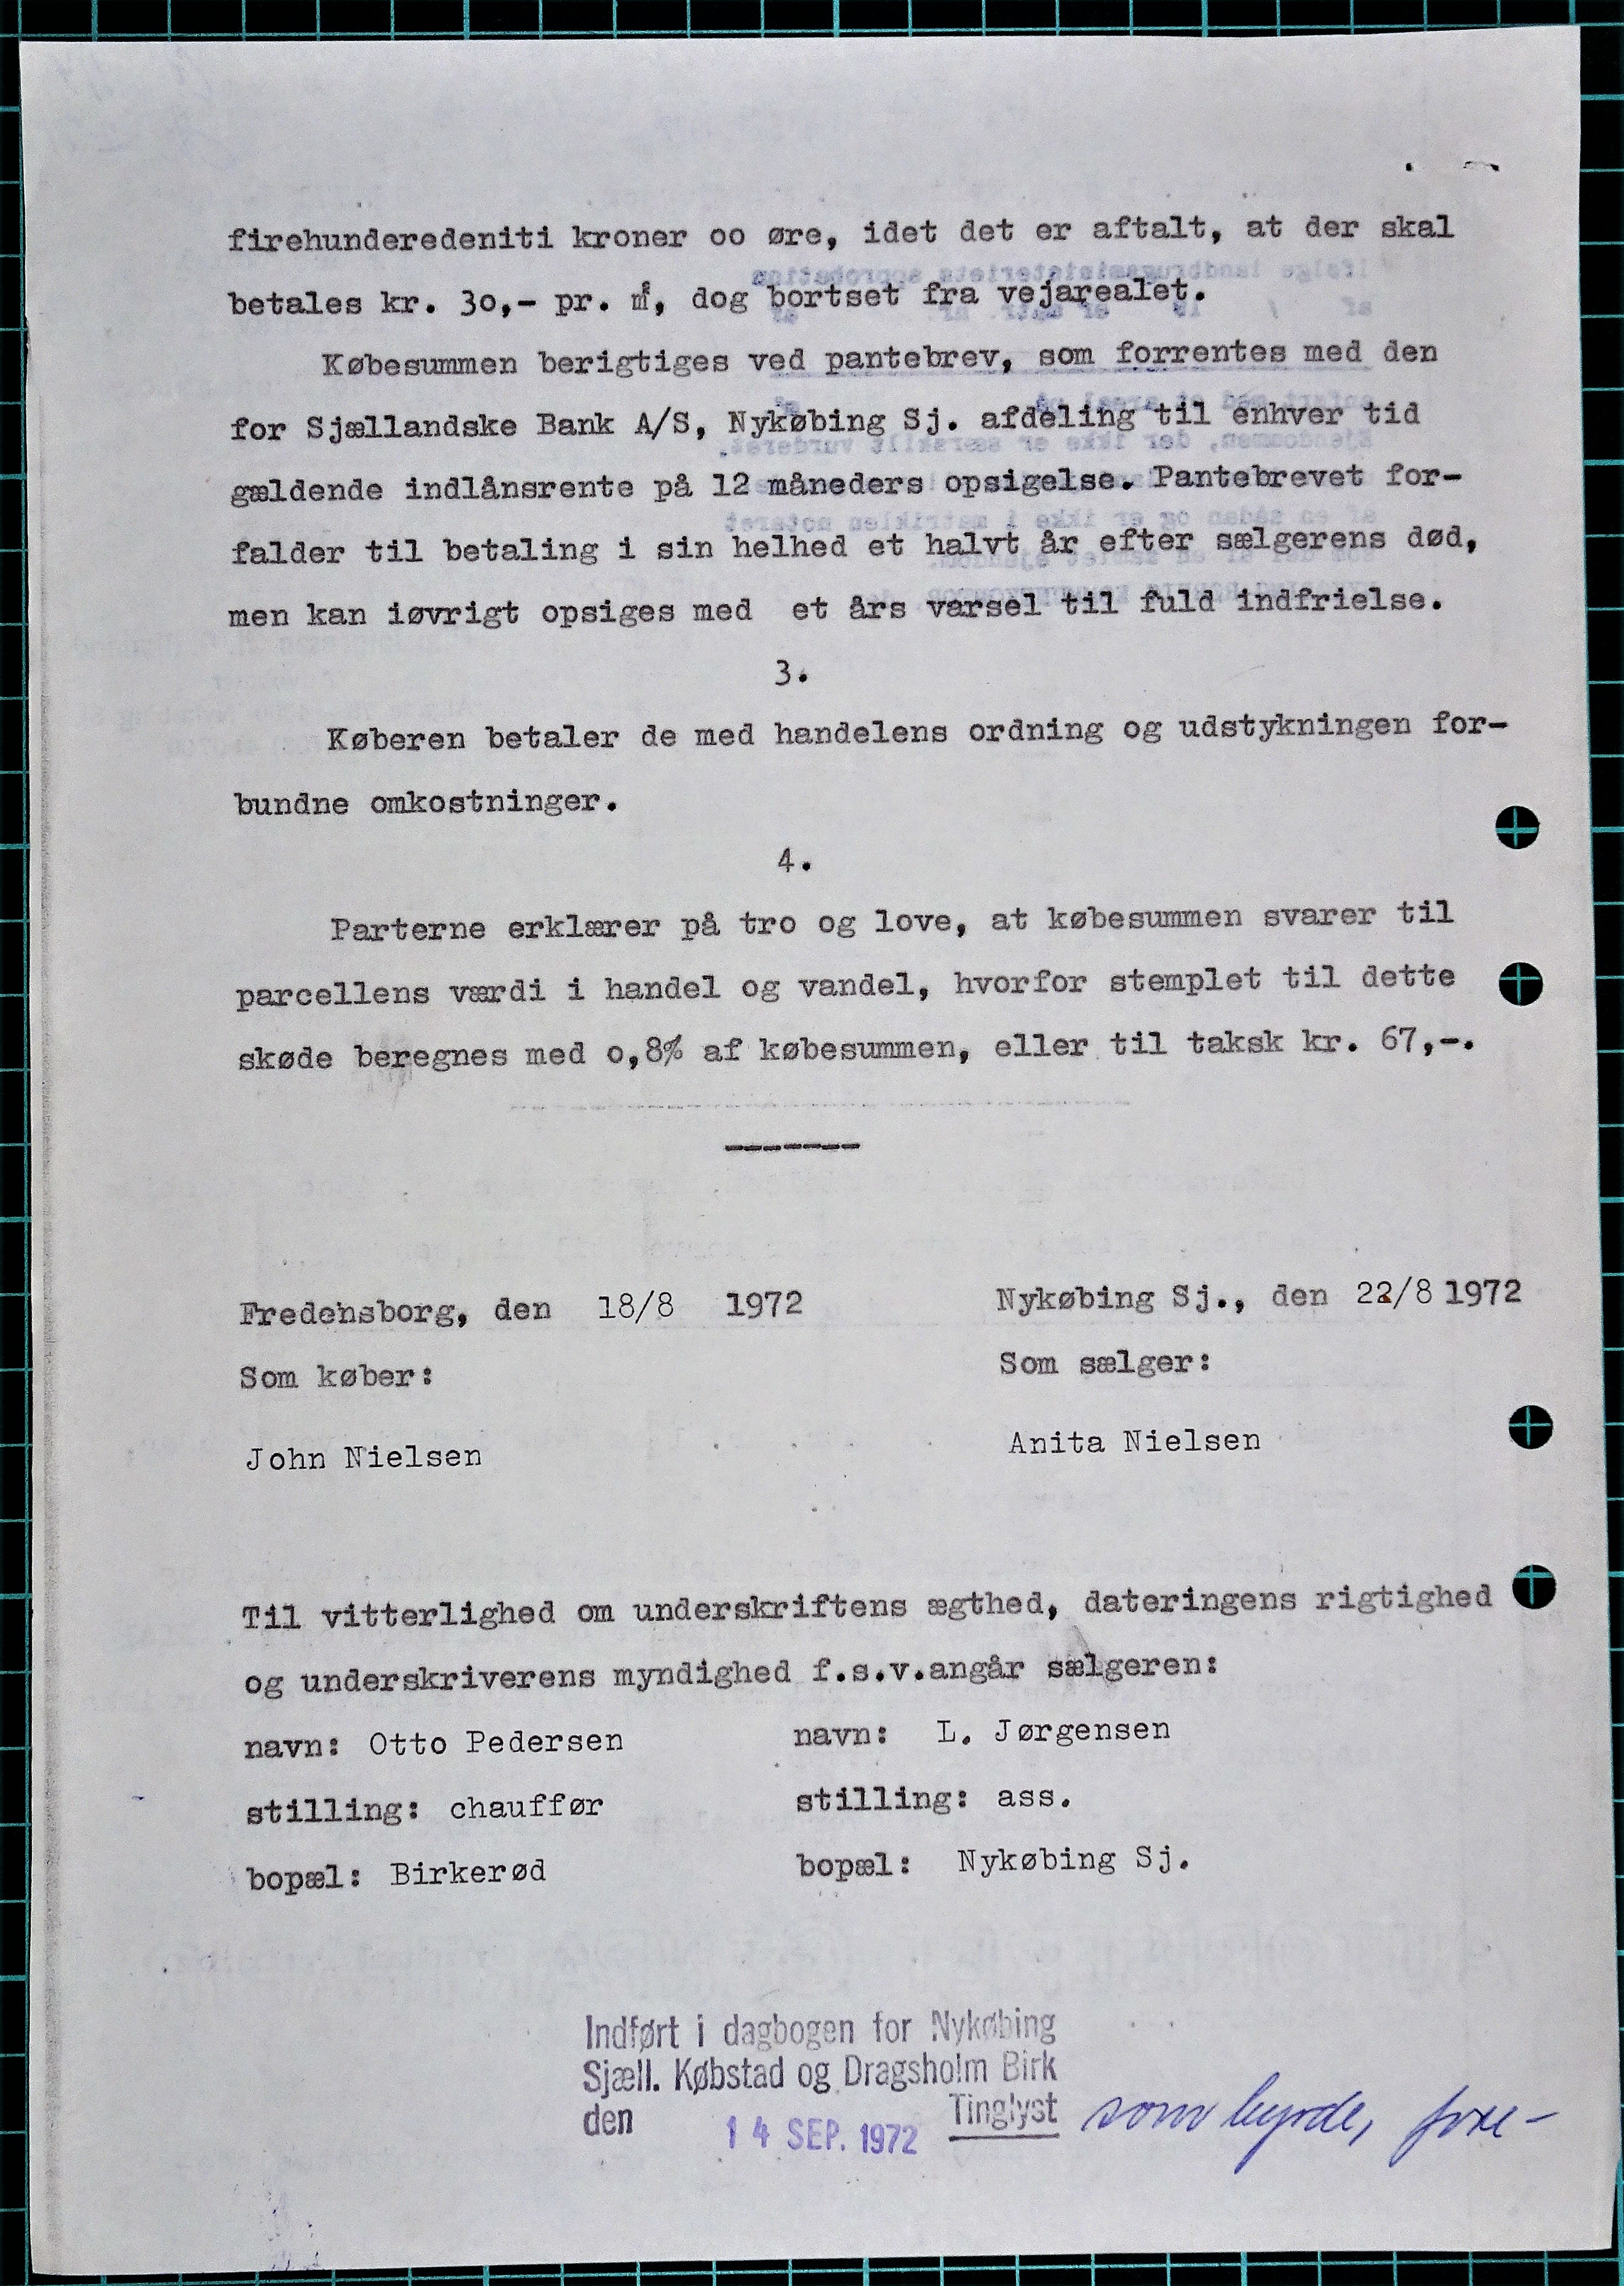 firehunderedeniti kroner oo øre, idet det er aftalt, at der skal
betales kr. 3o,- pr. m², dog bortset fra vejarealet.
Købesummen berigtiges ved pantebrev, som forrentes med den
for Sjællandske Bank A/S, Nykøbing Sj. afdeling til enhver tid
gældende indlånsrente på 12 måneders opsigelse. Pantebrevet for-
falder til betaling i sin helhed et halvt år efter sælgerens død,
men kan iøvrigt opsiges med et års varsel til fuld indfrielse.
3.
Køberen betaler de med handelens ordning og udstykningen for-
bundne omkostninger.
4.
Parterne erklærer på tro og love, at købesummen svarer til
parcellens værdi i handel og vandel, hvorfor stemplet til dette
skøde beregnes med o,8% af købesummen, eller til taksk kr. 67,-.
-------
Fredensborg, den 18/8 1972
Nykøbing Sj., den 22/8 1972
Som køber:
Som sælger:
John Nielsen
Anita Nielsen
Til vitterlighed om underskriftens ægthed, dateringens rigtighed
og underskriverens myndighed f.s.v.angår sælgeren:
navn: Otto Pedersen navn: L. Jørgensen
stilling: chauffør stilling: ass.
bopæl: Birkerød bopæl: Nykøbing Sj.
Indført i dagbogen for Nykøbing
Sjæll. Købstad og Dragsholm Birk
den 14 SEP. 1972 Tinglyst som byrde, fore-